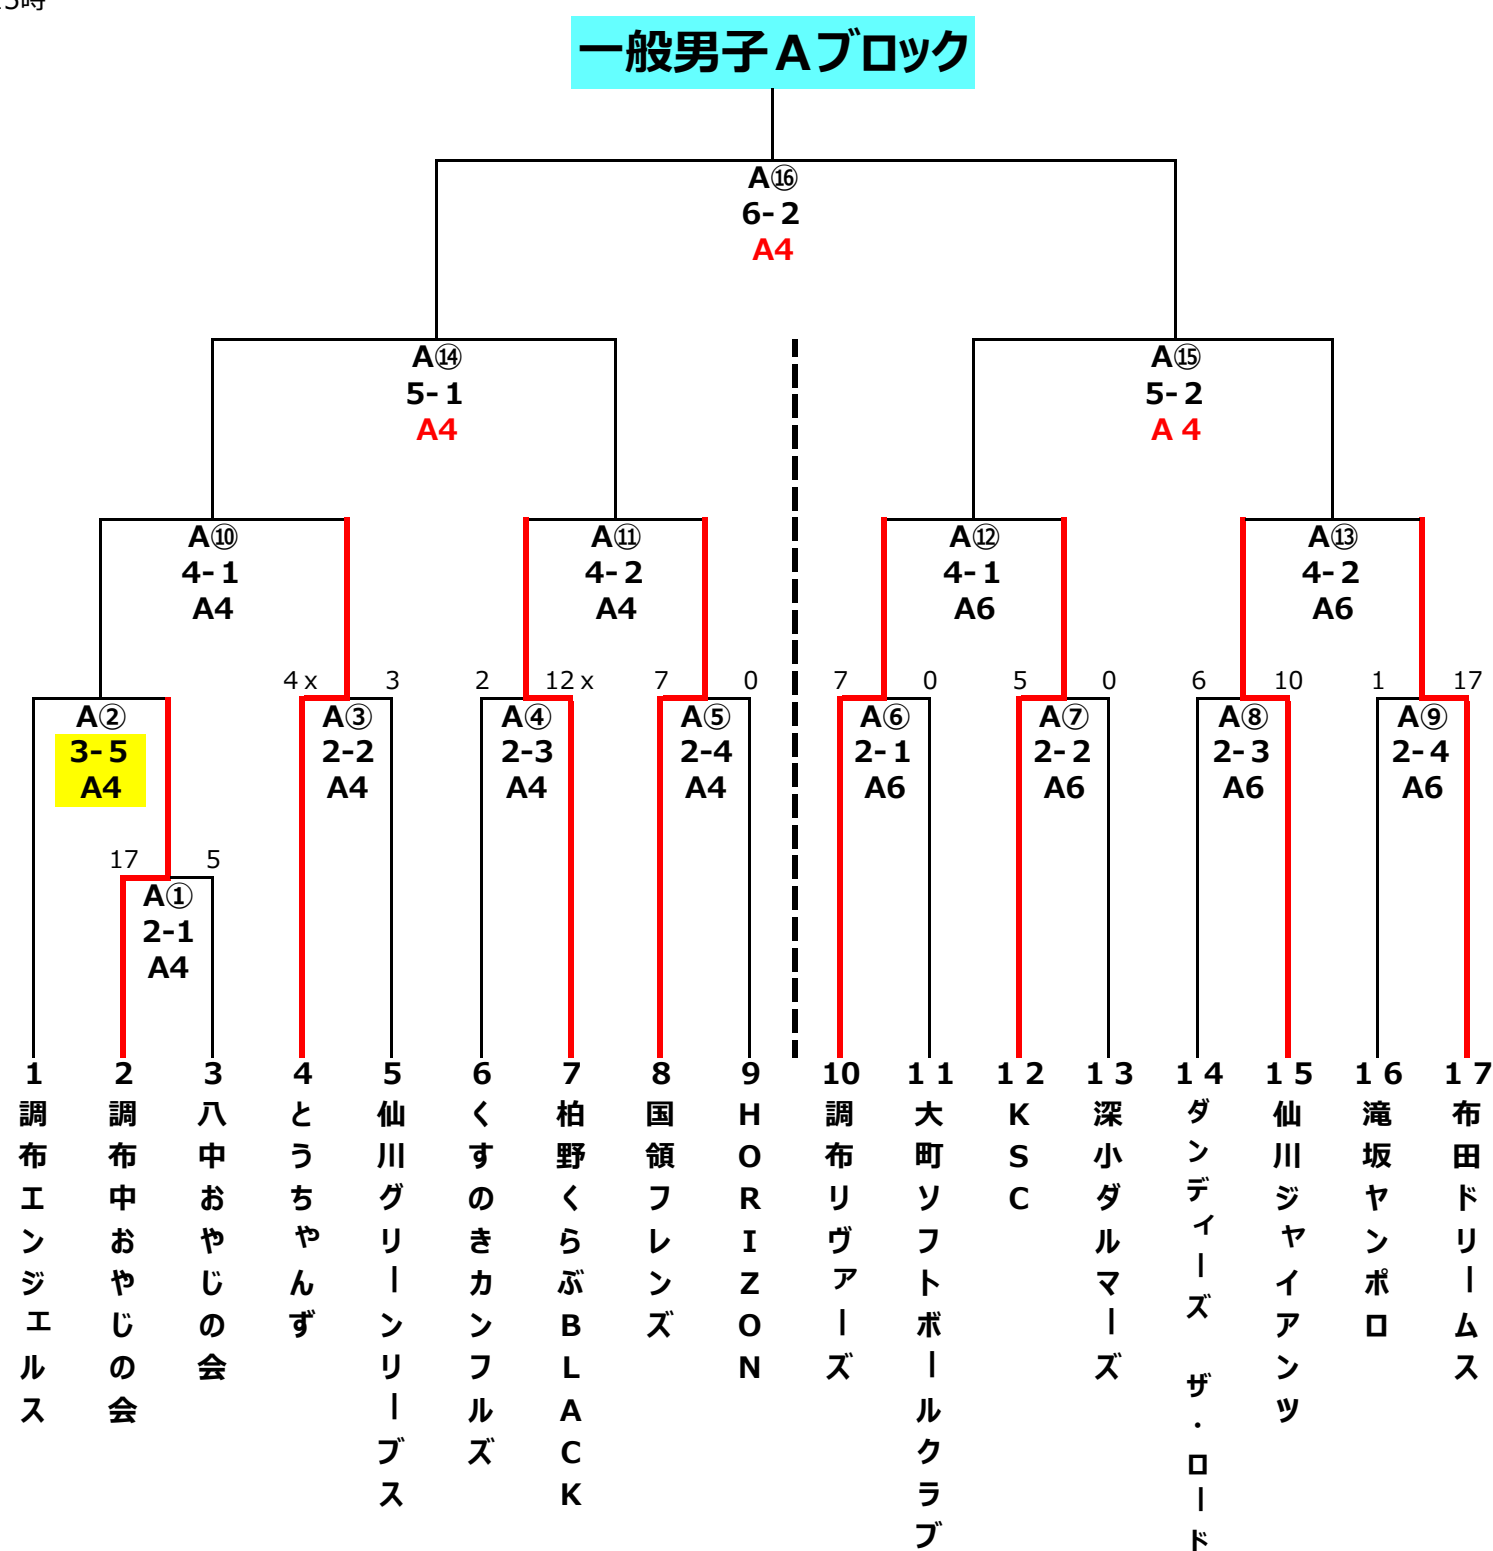 5時
一般男子Aブロック
A⑯
6-2
A4
A⑭
5-1
A4
A⑮
5-2
A4
A⑩
4-1
A4
A⑪
4-2
A4
A⑫
4-1
A6
A⑬
4-2
A6
4x 3 2 12x 7 0 7 0 5 0 6 10 1 17
A②
3-5
A4
A③
2-2
A4
A④
2-3
A4
A⑤
2-4
A4
A⑥
2-1
A6
A⑦
2-2
A6
A⑧
2-3
A6
A⑨
2-4
A6
17 5
A①
2-1
A4
1
調布エンジェルス
2
調布中おやじの会
3
八中おやじの会
4
とうちゃんず
5
仙川グリーンリーブス
6
くすのきカンフルズ
7
柏野くらぶBLACK
8
国領フレンズ
9
HORIZON
10
調布リヴァーズ
11
大町ソフトボールクラブ
12
KSC
13
深小ダルマーズ
14
ダンディーズ ザ・ロード
15
仙川ジャイアンツ
16
滝坂ヤンポロ
17
布田ドリームス